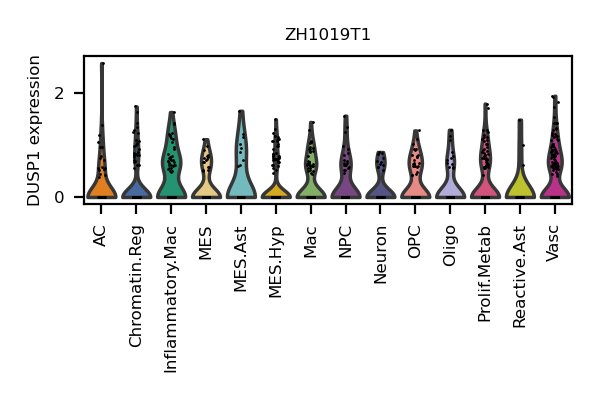 ZH1019T1
DUSP1 expression
2
0
AC
Chromatin.Reg
Inflammatory.Mac
MES
MES.Ast
MES.Hyp
Mac
NPC
Neuron
OPC
Oligo
Prolif.Metab
Reactive.Ast
Vasc